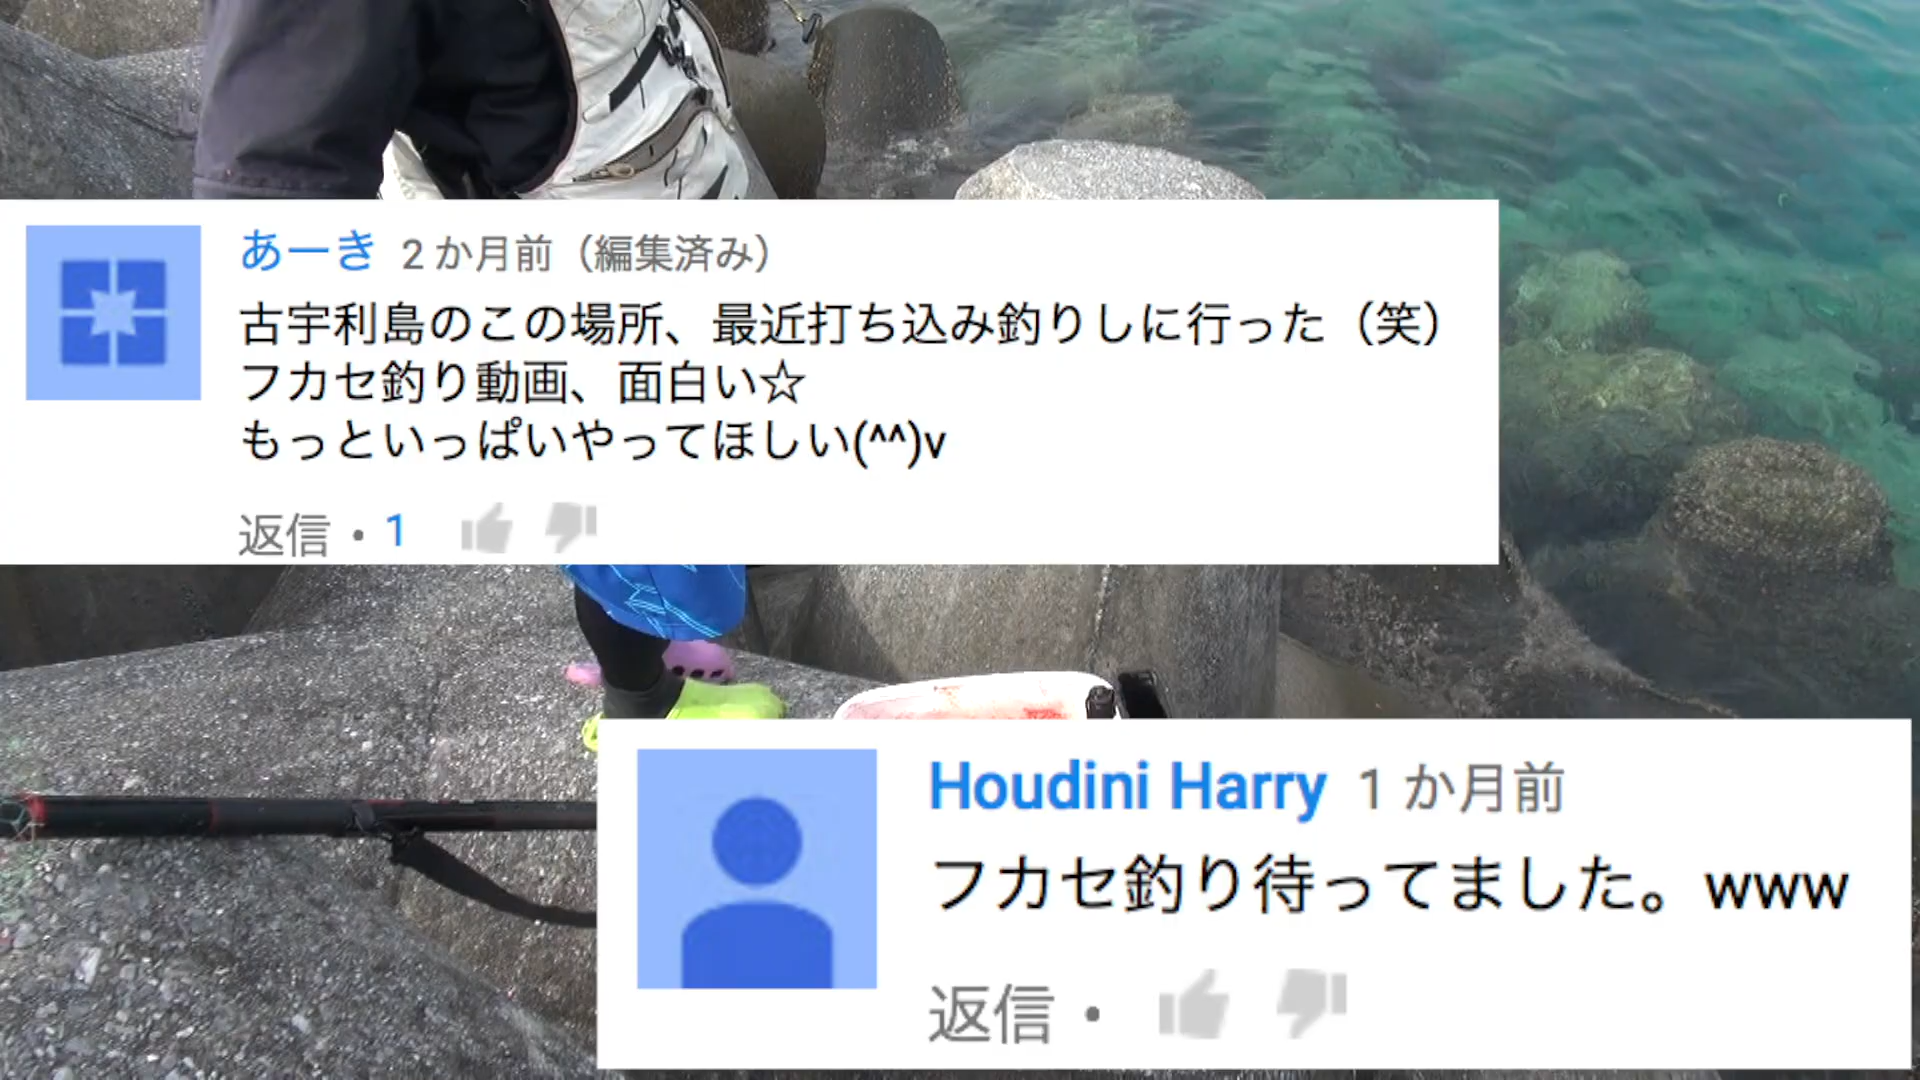 あーき 2 か月前（編集済み）
古宇利島のこの場所、最近打ち込み釣りしに行った（笑）
フカセ釣り動画、面白い☆
もっといっぱいやってほしい(^^)v
返信 • 1
Houdini Harry 1 か月前
フカセ釣り待ってました。www
返信 •